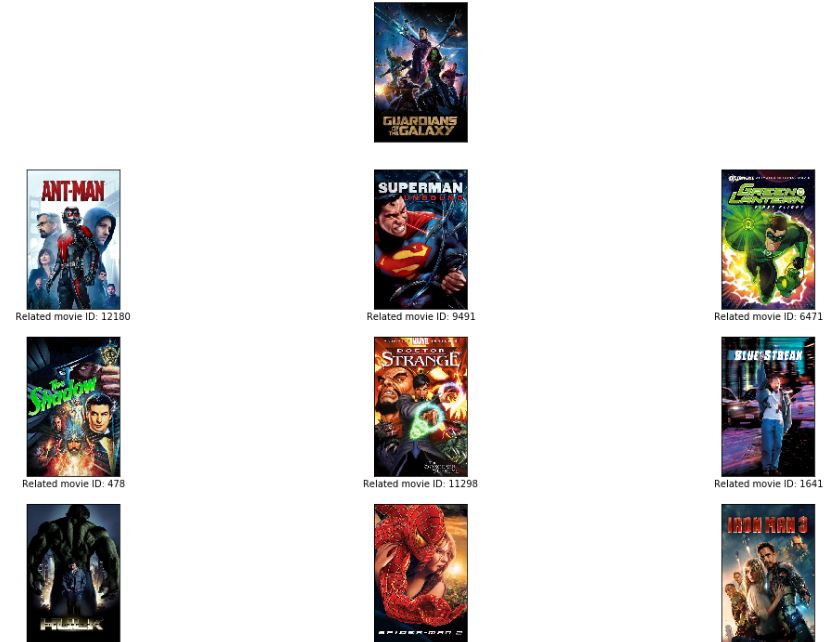 GUARDIANS
OF THE
GALAXY
ANT-MAN
Related movie ID: 12180
SUPERMAN
UNBOUND
Related movie ID: 9491
GREEN
LANTERN
FIRST FLIGHT
Related movie ID: 6471
The
Shadow
Related movie ID: 478
MARVEL
DOCTOR
STRANGE
Related movie ID: 11298
BLUE STREAK
Related movie ID: 1641
HULK
SPIDER-MAN 2
IRON MAN 3